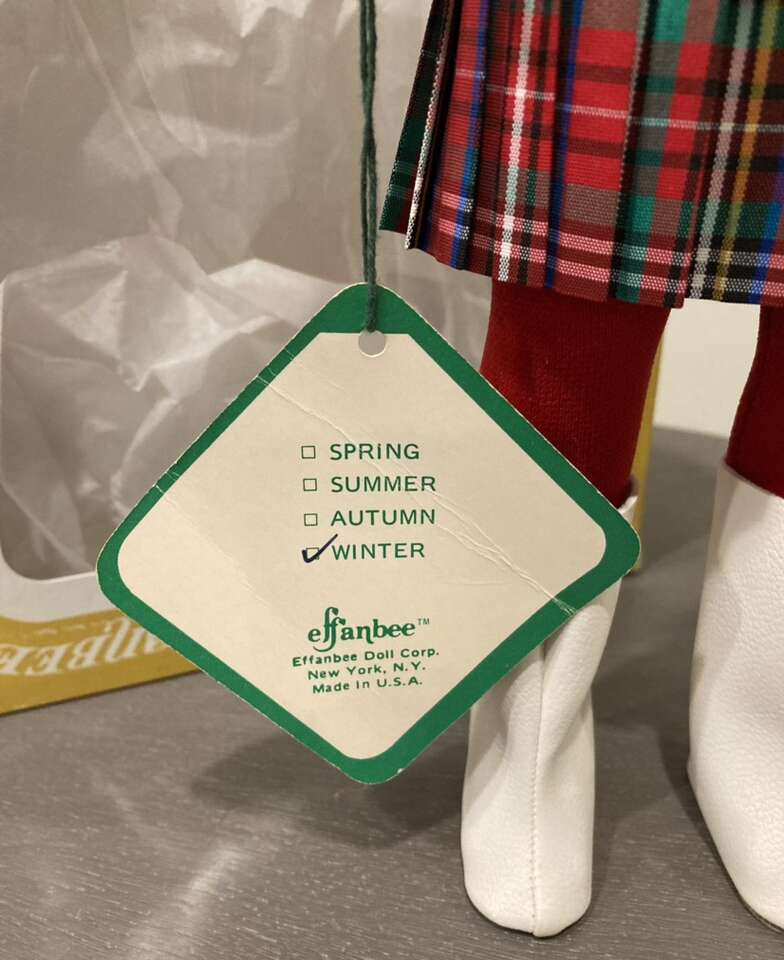 ☐ SPRING
☐ SUMMER
☐ AUTUMN
☑ WINTER
effanbee™
Effanbee Doll Corp.
New York, N.Y.
Made in U.S.A.